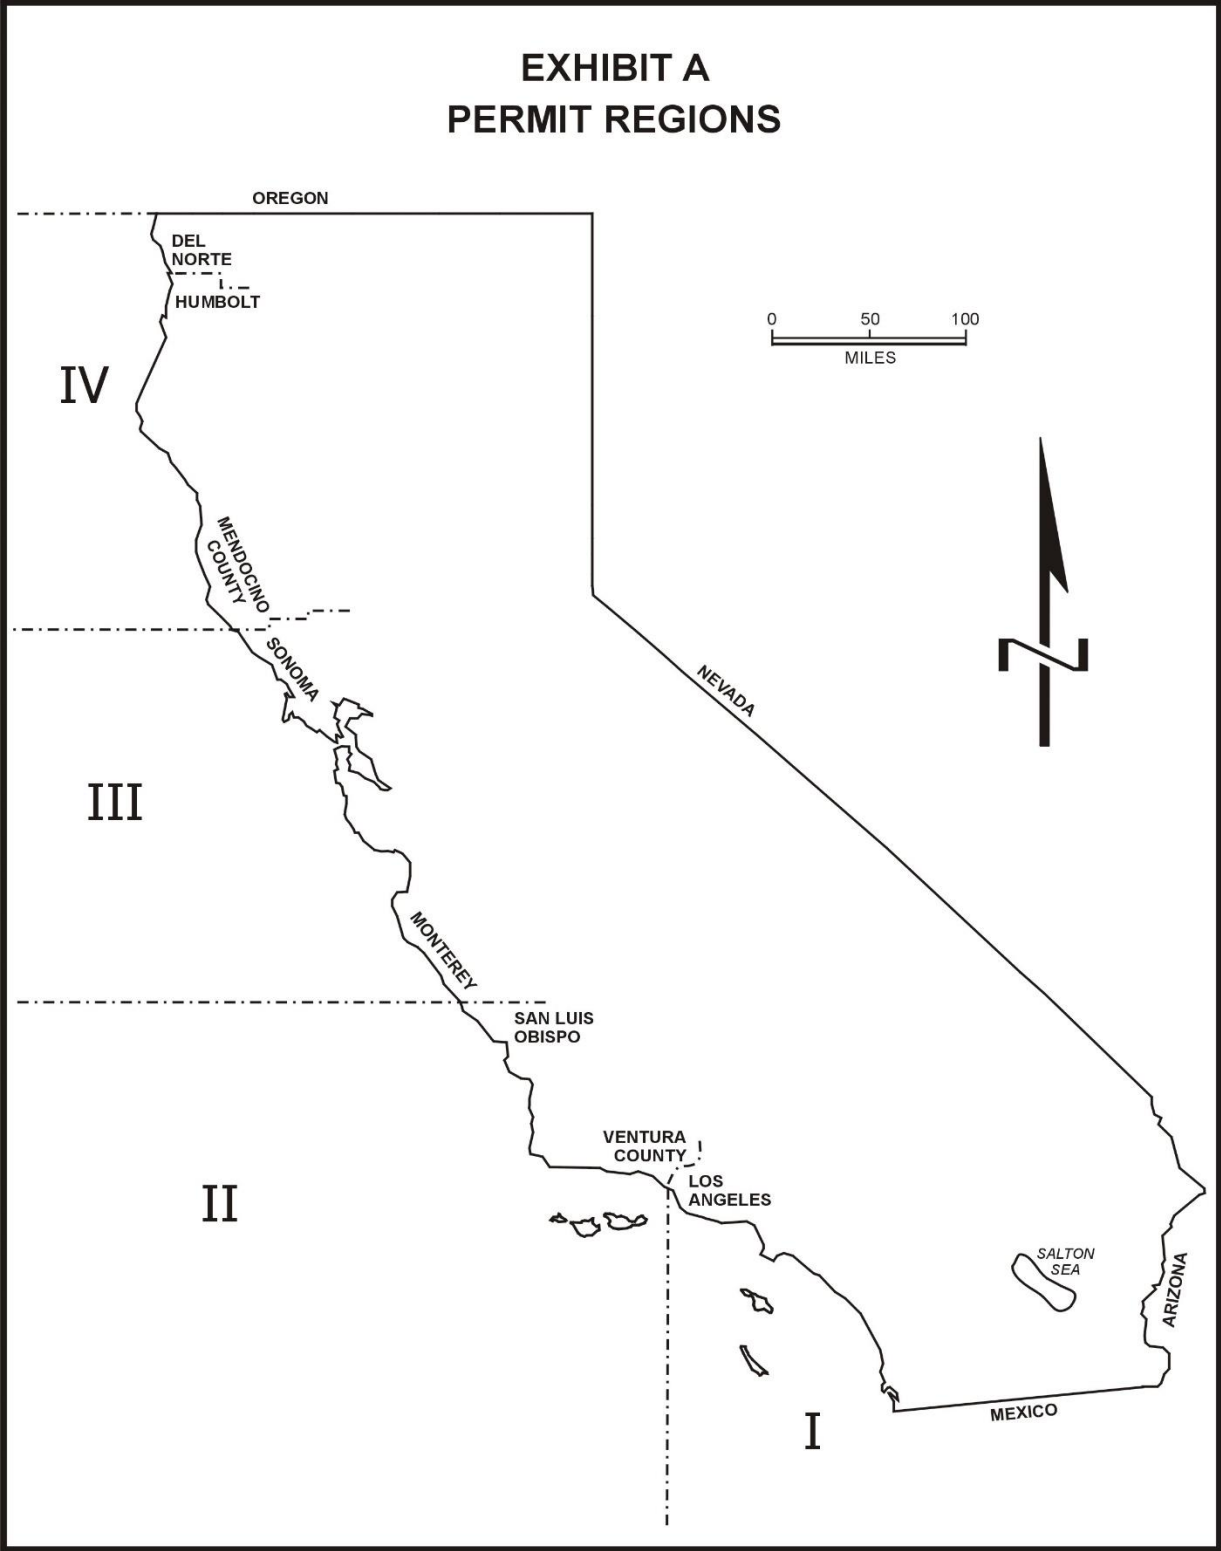 EXHIBIT A
PERMIT REGIONS
OREGON
DEL
NORTE
HUMBOLT
0 50 100
MILES
IV
MENDOCINO
COUNTY
SONOMA
N
NEVADA
III
MONTEREY
SAN LUIS
OBISPO
VENTURA
COUNTY
LOS
ANGELES
II
SALTON
SEA
ARIZONA
I
MEXICO